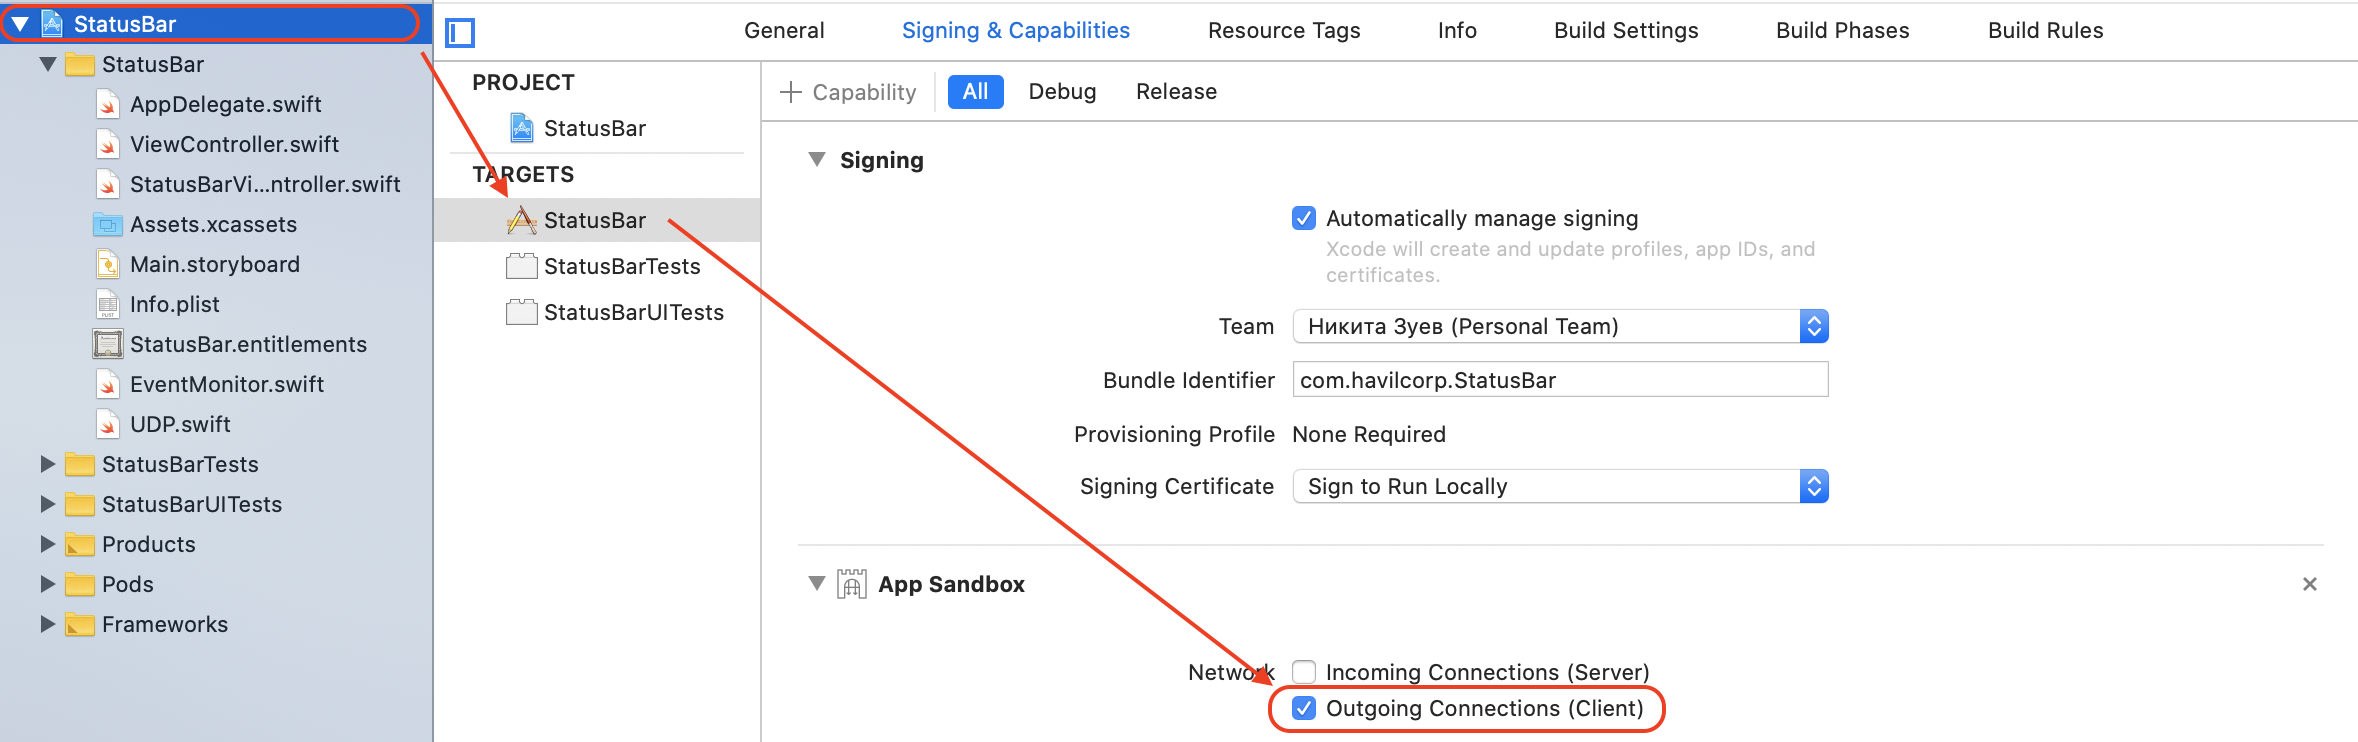 StatusBar
StatusBar
AppDelegate.swift
ViewController.swift
StatusBarVi...ntroller.swift
Assets.xcassets
Main.storyboard
Info.plist
StatusBar.entitlements
EventMonitor.swift
UDP.swift
StatusBarTests
StatusBarUITests
Products
Pods
Frameworks
General Signing & Capabilities Resource Tags Info Build Settings Build Phases Build Rules
PROJECT
StatusBar
TARGETS
StatusBar
StatusBarTests
StatusBarUITests
+ Capability All Debug Release
Signing
Automatically manage signing
Xcode will create and update profiles, app IDs, and
certificates.
Team Никита Зуев (Personal Team)
Bundle Identifier com.havilcorp.StatusBar
Provisioning Profile None Required
Signing Certificate Sign to Run Locally
App Sandbox
Network Incoming Connections (Server)
Outgoing Connections (Client)